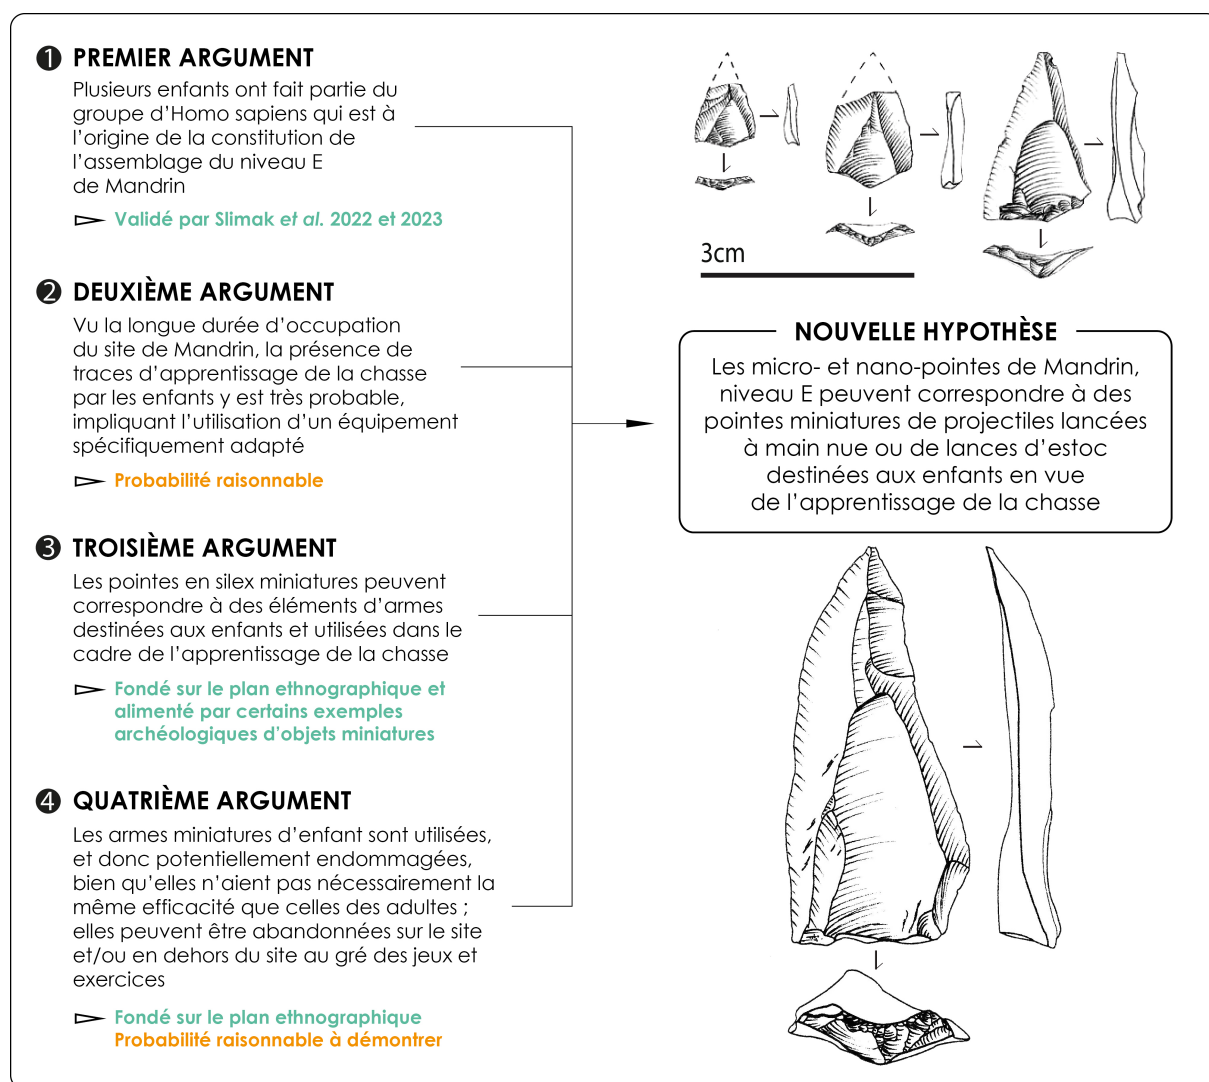 ❶ PREMIER ARGUMENT
Plusieurs enfants ont fait partie du
groupe d’Homo sapiens qui est à
l’origine de la constitution de
l’assemblage du niveau E
de Mandrin
Validé par Slimak et al. 2022 et 2023
❷ DEUXIÈME ARGUMENT
Vu la longue durée d’occupation
du site de Mandrin, la présence de
traces d’apprentissage de la chasse
par les enfants y est très probable,
impliquant l’utilisation d’un équipement
spécifiquement adapté
Probabilité raisonnable
❸ TROISIÈME ARGUMENT
Les pointes en silex miniatures peuvent
correspondre à des éléments d’armes
destinées aux enfants et utilisées dans le
cadre de l’apprentissage de la chasse
Fondé sur le plan ethnographique et
alimenté par certains exemples
archéologiques d’objets miniatures
❹ QUATRIÈME ARGUMENT
Les armes miniatures d’enfant sont utilisées,
et donc potentiellement endommagées,
bien qu’elles n’aient pas nécessairement la
même efficacité que celles des adultes ;
elles peuvent être abandonnées sur le site
et/ou en dehors du site au gré des jeux et
exercices
Fondé sur le plan ethnographique
Probabilité raisonnable à démontrer
3cm
NOUVELLE HYPOTHÈSE
Les micro- et nano-pointes de Mandrin,
niveau E peuvent correspondre à des
pointes miniatures de projectiles lancées
à main nue ou de lances d’estoc
destinées aux enfants en vue
de l’apprentissage de la chasse